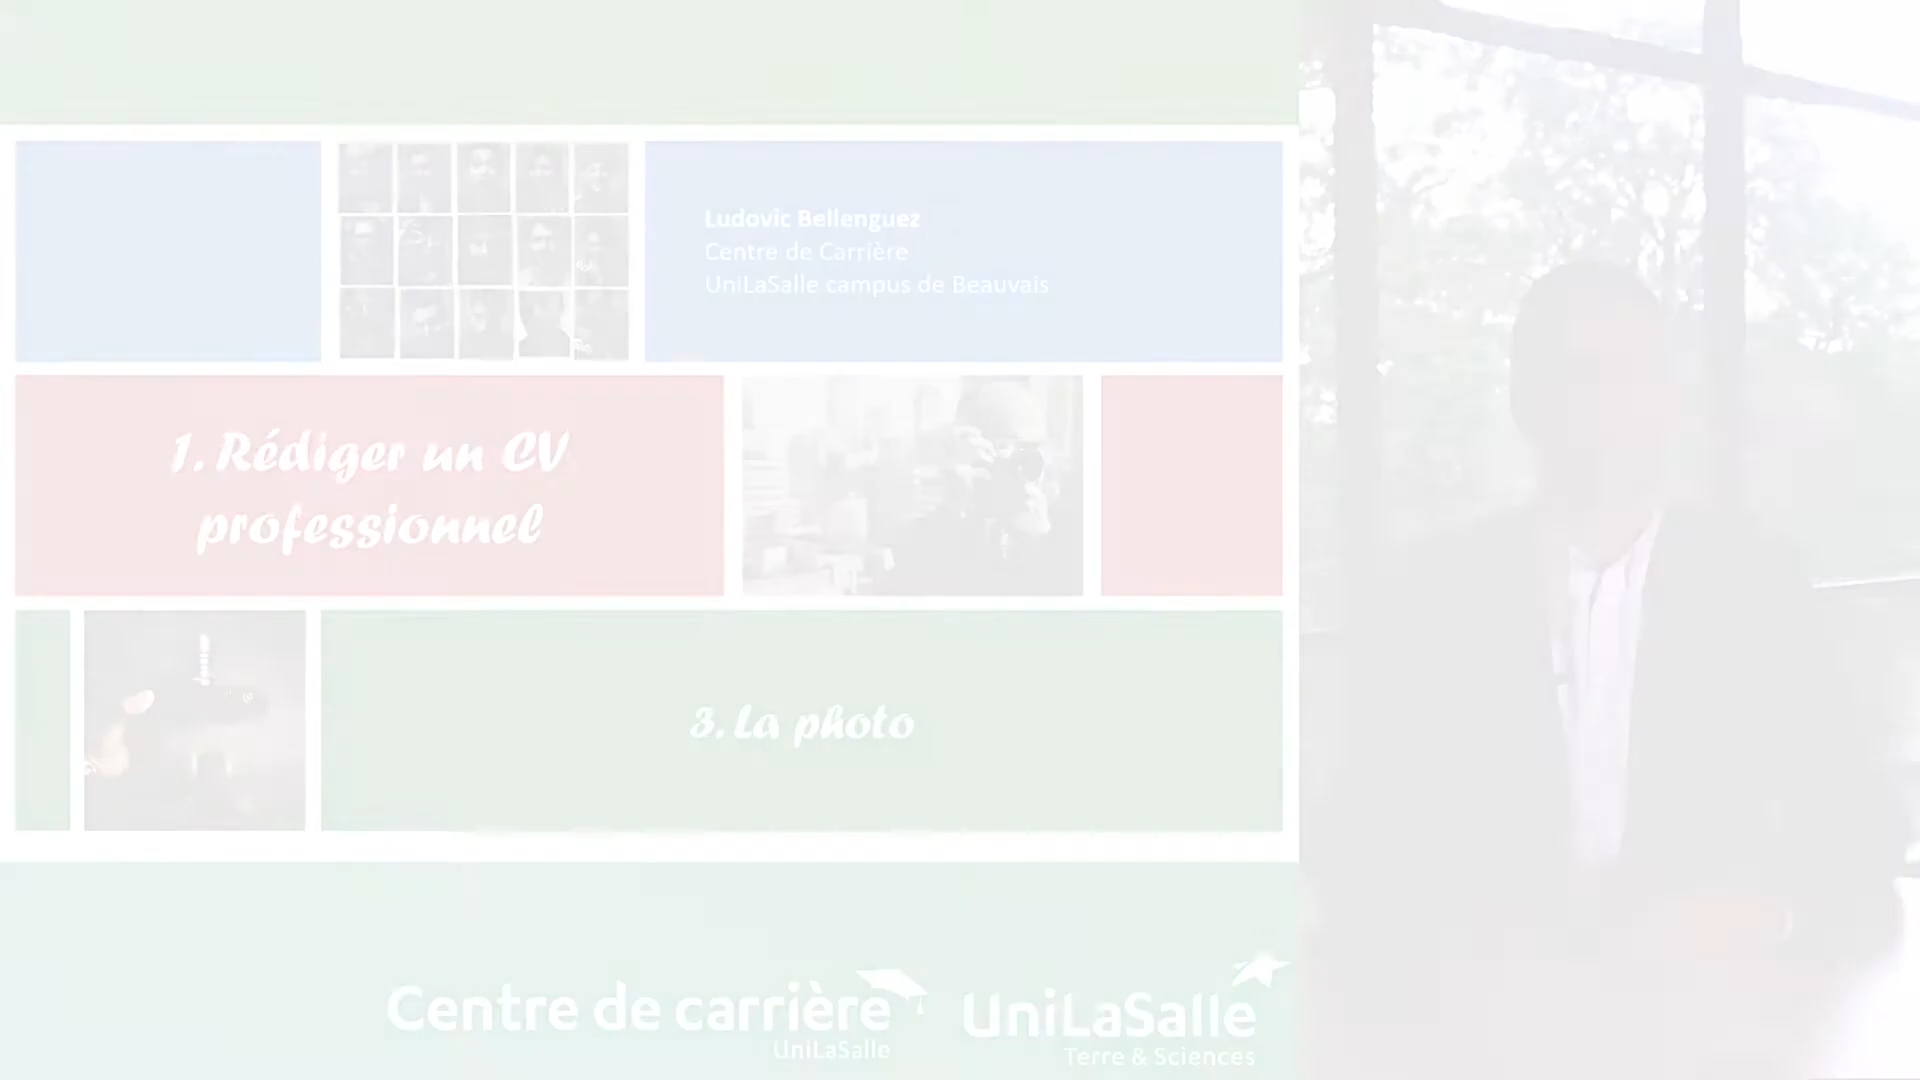 Ludovic Bellenguez
Centre de Carrière
UniLaSalle campus de Beauvais
1. Rédiger un CV
professionnel
3. La photo
Centre de carrière
UniLaSalle
UniLaSalle
Terre & Sciences